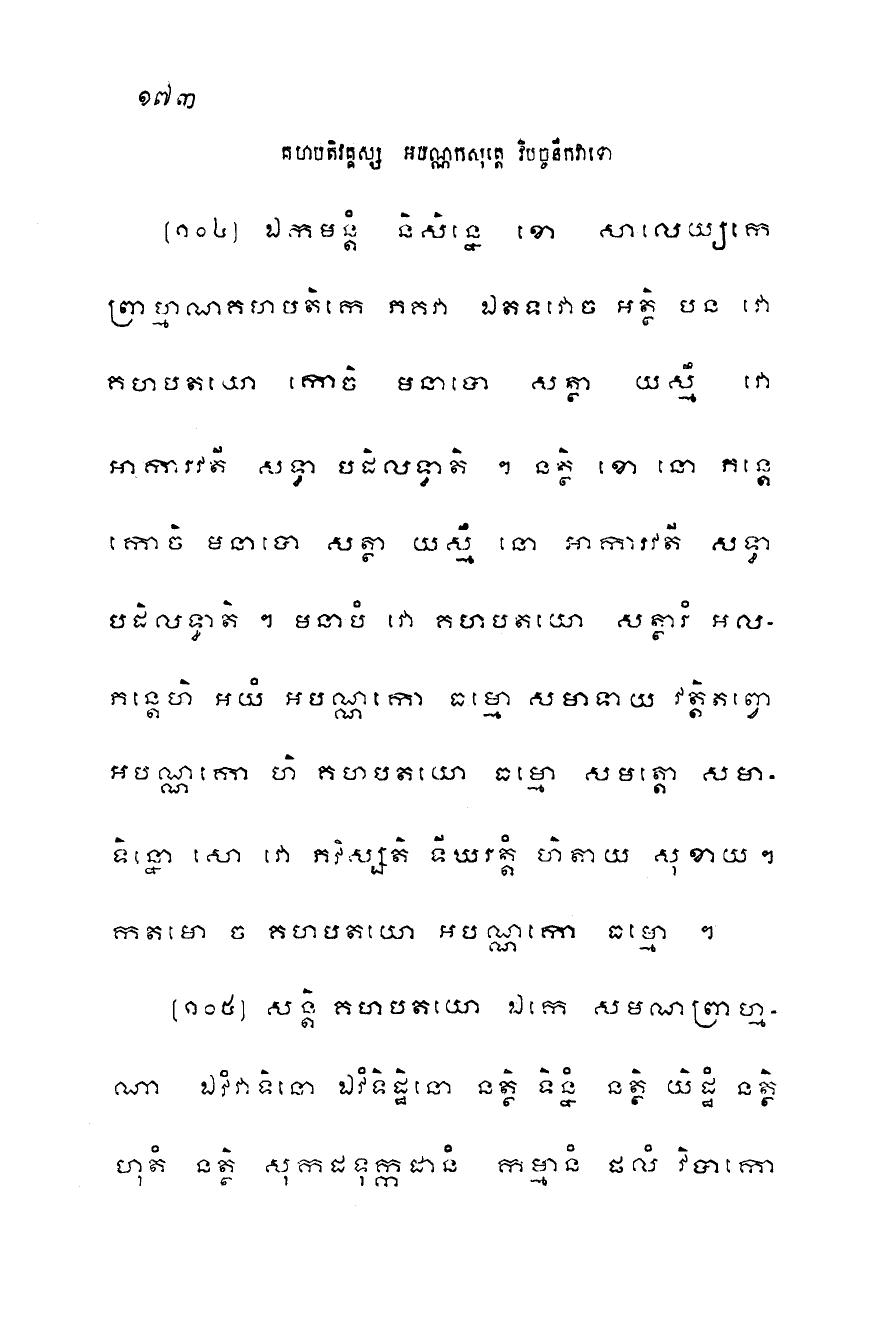 ១៧៣
គហបតិវគ្គស្ស អបណ្ណកសុត្តេ វិបច្ចនីកវាទោ
[១០៤] ឯកមន្តំ និសិន្នេ ខោ សាលេយ្យកេ
ព្រាហ្មណគហបតិកេ ភគវា ឯតទវោច អត្ថិ បន វោ
គហបតយោ កោចិ មនាបោ សត្ថា យស្មឹ វោ
អាការវតី សទ្ធា បដិលទ្ធាតិ ។ នត្ថិ ខោ នោ ភន្តេ
កោចិ មនាបោ សត្ថា យស្មឹ នោ អាការវតី សទ្ធា
បដិលទ្ធាតិ ។ មនាបំ វោ គហបតយោ សត្ថារំ អល-
ភន្តេហិ អយំ អបណ្ណកោ ធម្មោ សមាទាយ វត្តិតព្វោ
អបណ្ណកោ ហិ គហបតយោ ធម្មោ សមត្តោ សមា-
ទិន្នោ សោ វោ ភវិស្សតិ ទីឃរត្តំ ហិតាយ សុខាយ ។
កតមោ ច គហបតយោ អបណ្ណកោ ធម្មោ ។
[១០៥] សន្តិ គហបតយោ ឯកេ សមណព្រាហ្ម-
ណា ឯវំវាទិនោ ឯវំទិដ្ឋិនោ នត្ថិ ទិន្នំ នត្ថិ យិដ្ឋំ នត្ថិ
ហុតំ នត្ថិ សុកដទុក្កដានំ កម្មានំ ផលំ វិបាកោ